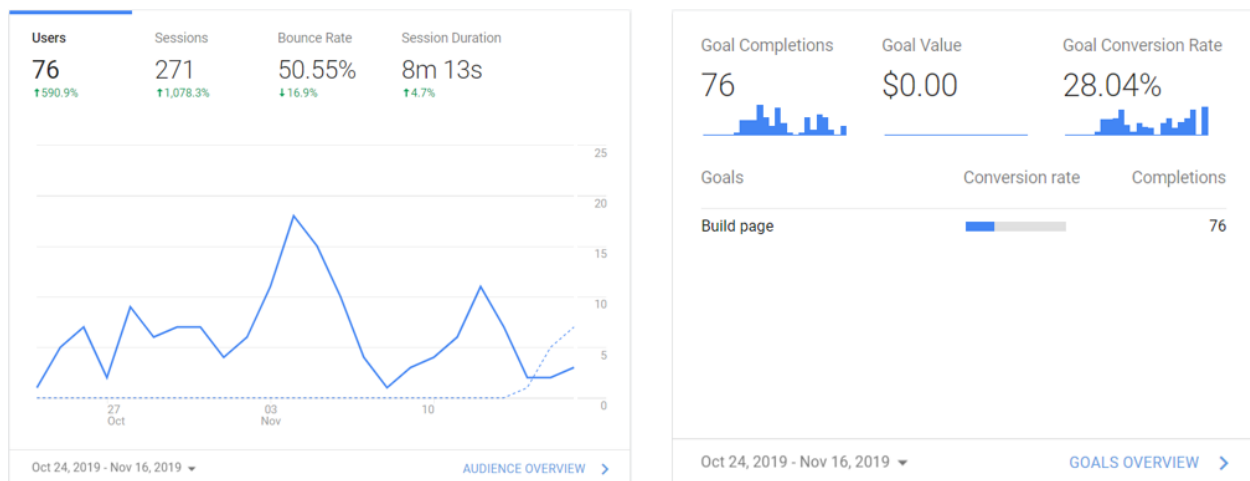 Users Sessions Bounce Rate Session Duration
76 271 50.55% 8m 13s
↑590.9% ↑1,078.3% ↓16.9% ↑4.7%
25
20
15
10
5
0
27 03 10
Oct Nov
Oct 24, 2019 - Nov 16, 2019 AUDIENCE OVERVIEW
Goal Completions Goal Value Goal Conversion Rate
76 $0.00 28.04%
Goals Conversion rate Completions
Build page 76
Oct 24, 2019 - Nov 16, 2019 GOALS OVERVIEW